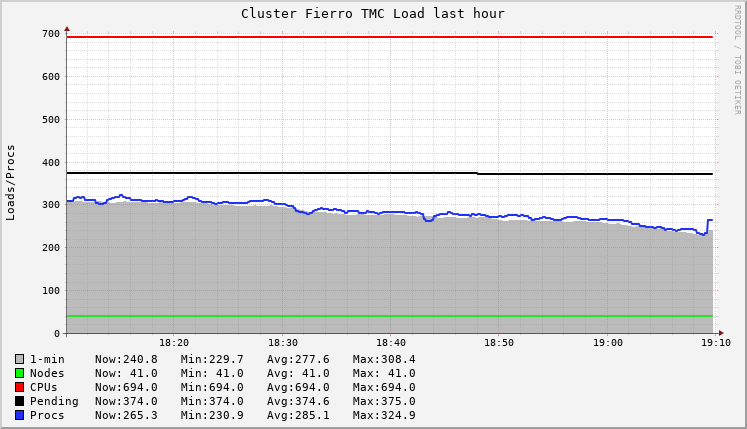 Cluster Fierro TMC Load last hour
RRDTOOL / TOBI OETIKER
Loads/Procs
700
600
500
400
300
200
100
0
18:20 18:30 18:40 18:50 19:00 19:10
1-min Now:240.8 Min:229.7 Avg:277.6 Max:308.4
Nodes Now: 41.0 Min: 41.0 Avg: 41.0 Max: 41.0
CPUs Now:694.0 Min:694.0 Avg:694.0 Max:694.0
Pending Now:374.0 Min:374.0 Avg:374.6 Max:375.0
Procs Now:265.3 Min:230.9 Avg:285.1 Max:324.9